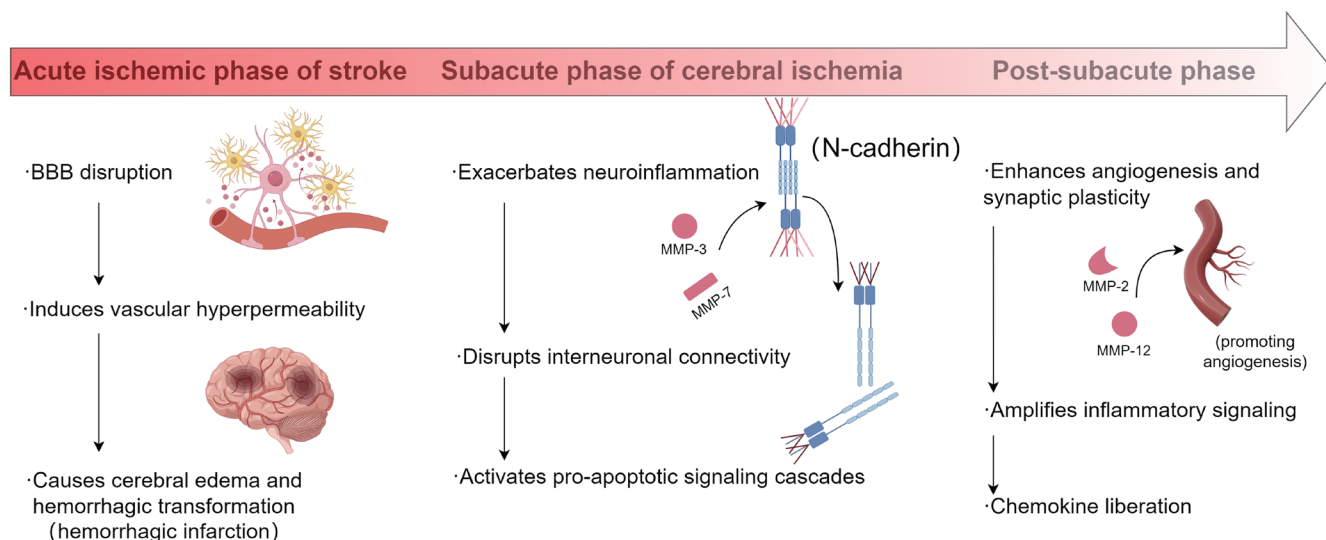 Acute ischemic phase of stroke
Subacute phase of cerebral ischemia
Post-subacute phase
·BBB disruption
·Induces vascular hyperpermeability
·Causes cerebral edema and
hemorrhagic transformation
(hemorrhagic infarction)
(N-cadherin)
·Exacerbates neuroinflammation
MMP-3
MMP-7
·Disrupts interneuronal connectivity
·Activates pro-apoptotic signaling cascades
·Enhances angiogenesis and
synaptic plasticity
MMP-2
MMP-12
(promoting
angiogenesis)
·Amplifies inflammatory signaling
·Chemokine liberation